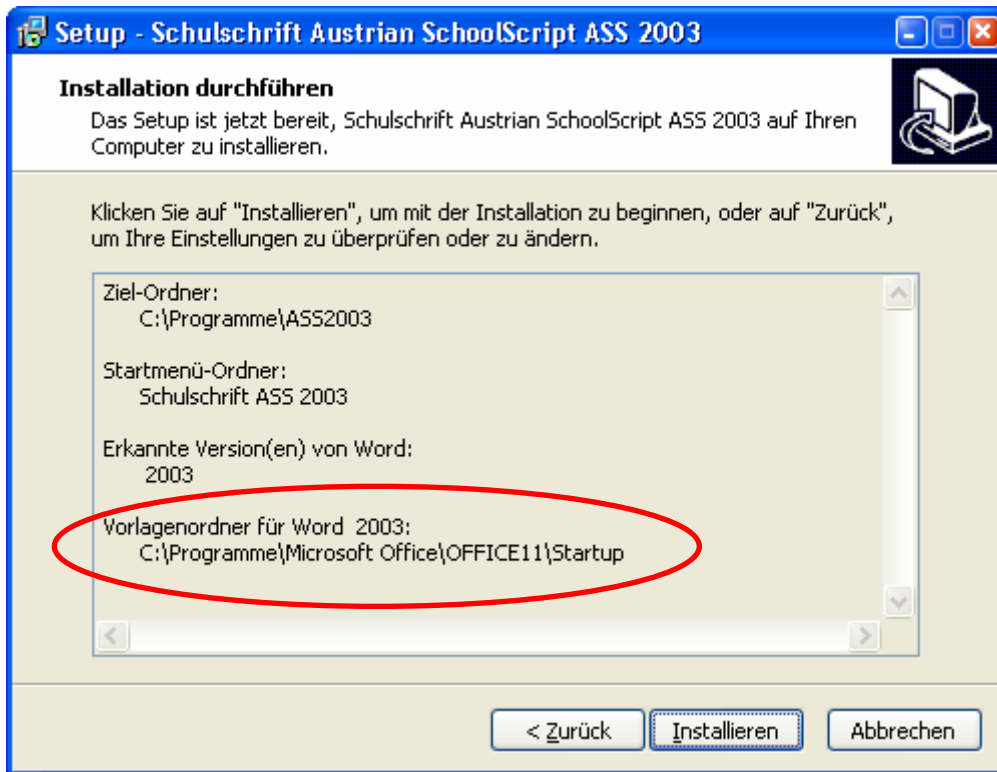 Setup - Schulschrift Austrian SchoolScript ASS 2003
Installation durchführen
Das Setup ist jetzt bereit, Schulschrift Austrian SchoolScript ASS 2003 auf Ihren
Computer zu installieren.
Klicken Sie auf "Installieren", um mit der Installation zu beginnen, oder auf "Zurück",
um Ihre Einstellungen zu überprüfen oder zu ändern.
Ziel-Ordner:
C:\Programme\ASS2003
Startmenü-Ordner:
Schulschrift ASS 2003
Erkannte Version(en) von Word:
2003
Vorlagenordner für Word  2003:
C:\Programme\Microsoft Office\OFFICE11\Startup
< Zurück
Installieren
Abbrechen